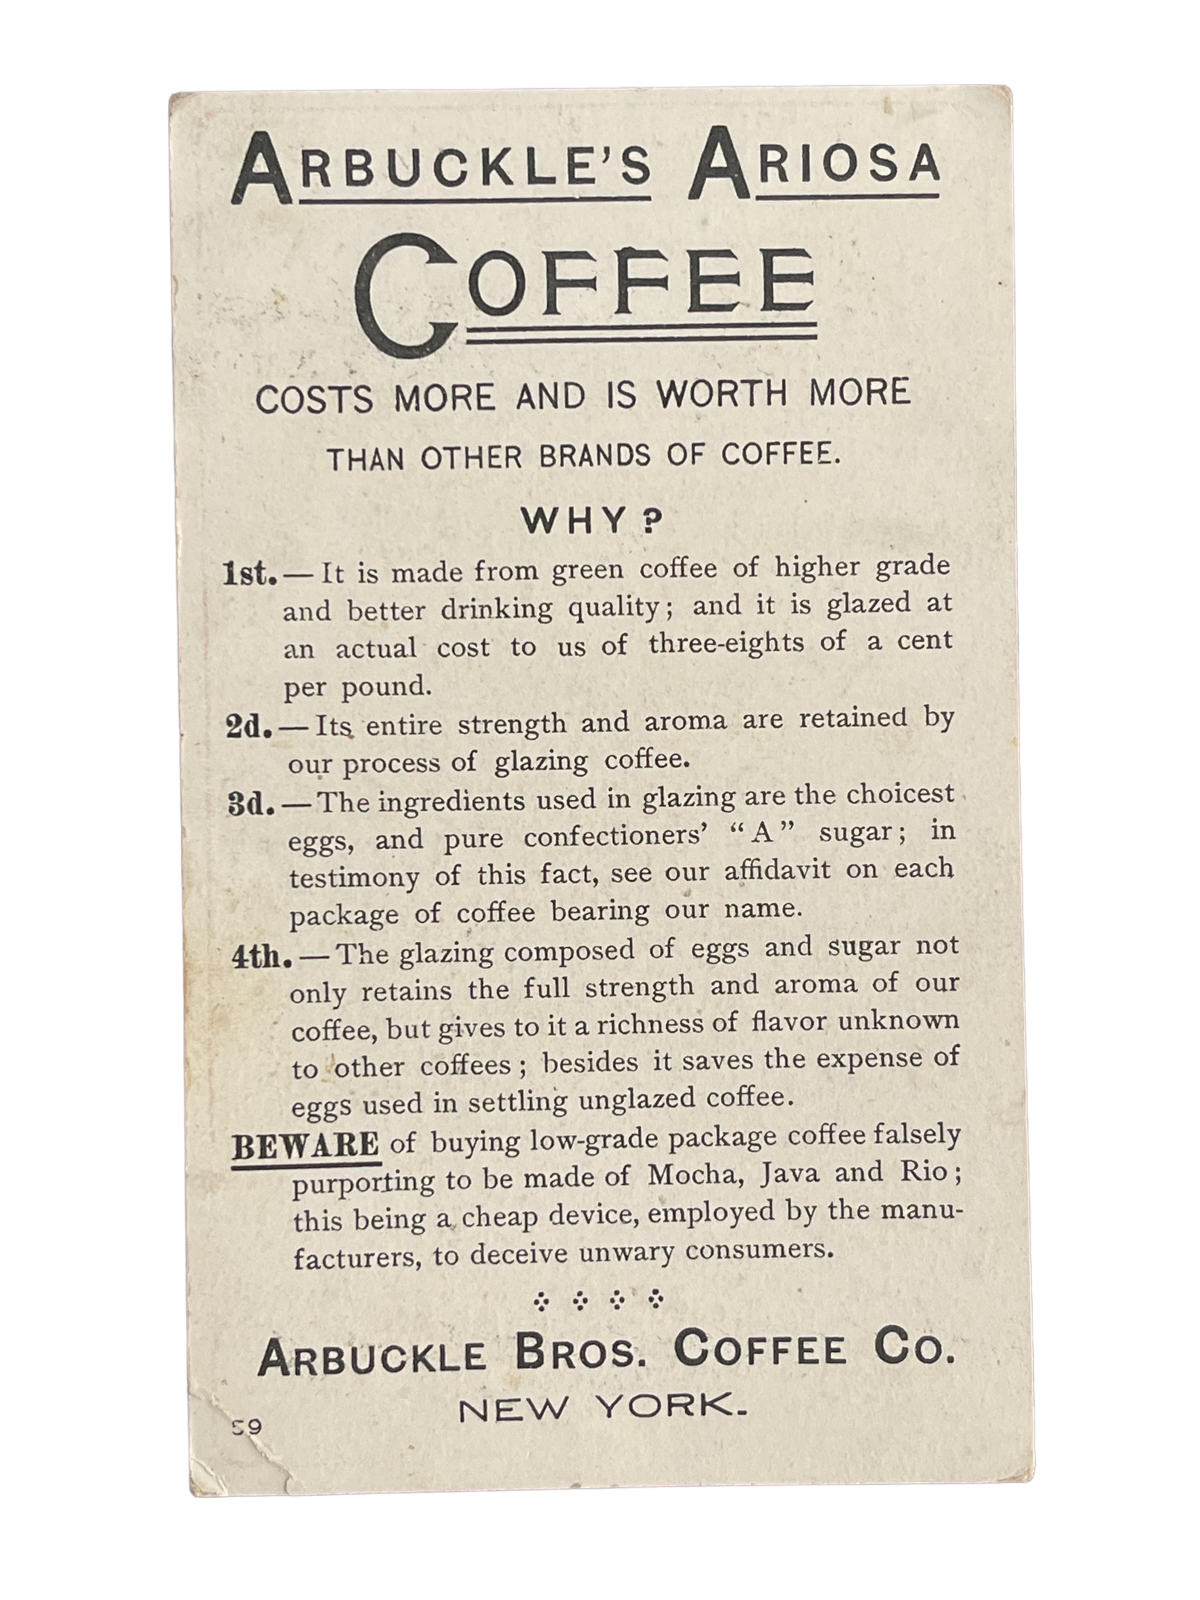 ARBUCKLE'S ARIOSA
COFFEE
COSTS MORE AND IS WORTH MORE
THAN OTHER BRANDS OF COFFEE.
WHY?
1st.—It is made from green coffee of higher grade
and better drinking quality; and it is glazed at
an actual cost to us of three-eights of a cent
per pound.
2d.—Its entire strength and aroma are retained by
our process of glazing coffee.
3d.—The ingredients used in glazing are the choicest
eggs, and pure confectioners' “A” sugar; in
testimony of this fact, see our affidavit on each
package of coffee bearing our name.
4th.—The glazing composed of eggs and sugar not
only retains the full strength and aroma of our
coffee, but gives to it a richness of flavor unknown
to other coffees; besides it saves the expense of
eggs used in settling unglazed coffee.
BEWARE of buying low-grade package coffee falsely
purporting to be made of Mocha, Java and Rio;
this being a cheap device, employed by the manu-
facturers, to deceive unwary consumers.
ARBUCKLE BROS. COFFEE CO.
NEW YORK.
59